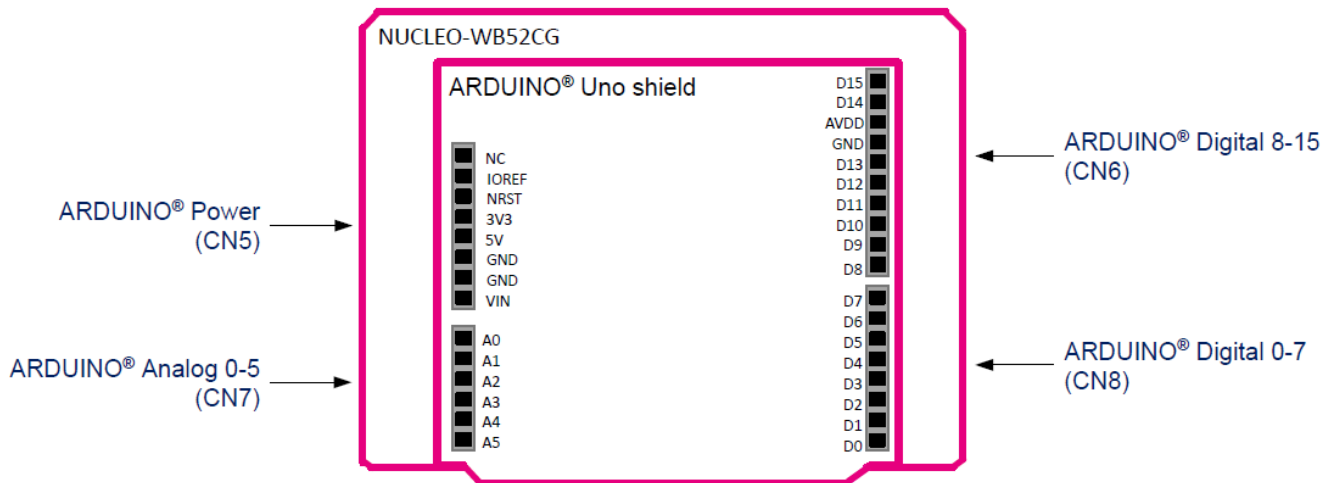 NUCLEO-WB52CG
ARDUINO® Uno shield
ARDUINO® Power
(CN5)
NC
IOREF
NRST
3V3
5V
GND
GND
VIN
ARDUINO® Analog 0-5
(CN7)
A0
A1
A2
A3
A4
A5
D15
D14
AVDD
GND
D13
D12
D11
D10
D9
D8
ARDUINO® Digital 8-15
(CN6)
D7
D6
D5
D4
D3
D2
D1
D0
ARDUINO® Digital 0-7
(CN8)